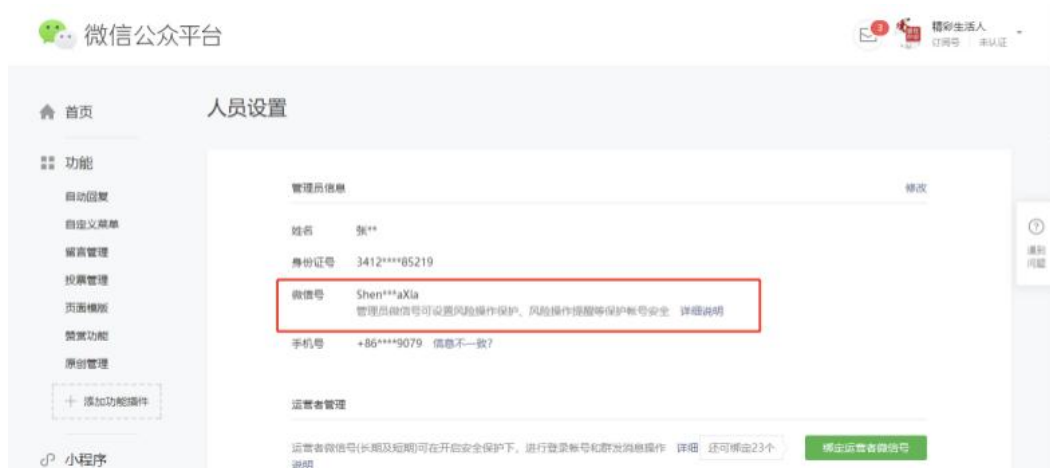 微信公众平台
3
精彩生活人
订阅号 未认证
首页
人员设置
功能
自动回复
自定义菜单
留言管理
投票管理
页面模版
赞赏功能
原创管理
添加功能插件
小程序
管理员信息
修改
姓名 张**
身份证号 3412****85219
微信号 Shen***aXia
管理员微信号可设置风险操作保护、风险操作提醒等保护帐号安全 详细说明
手机号 +86****9079 信息不一致?
运营者管理
运营者微信号(长期及短期)可在开启安全保护下，进行登录帐号和群发消息操作 详细
说明
还可绑定23个
绑定运营者微信号
遇到
问题